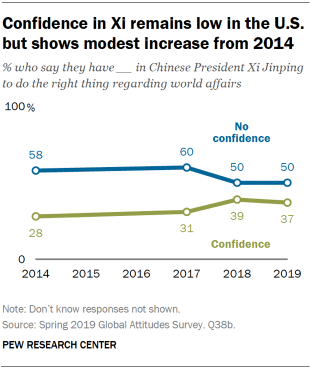 Confidence in Xi remains low in the U.S.
but shows modest increase from 2014
% who say they have __ in Chinese President Xi Jinping
to do the right thing regarding world affairs
100 %
No
confidence
58
60
50
50
28
31
39
37
Confidence
0
2014 2015 2016 2017 2018 2019
Note: Don't know responses not shown.
Source: Spring 2019 Global Attitudes Survey. Q38b.
PEW RESEARCH CENTER